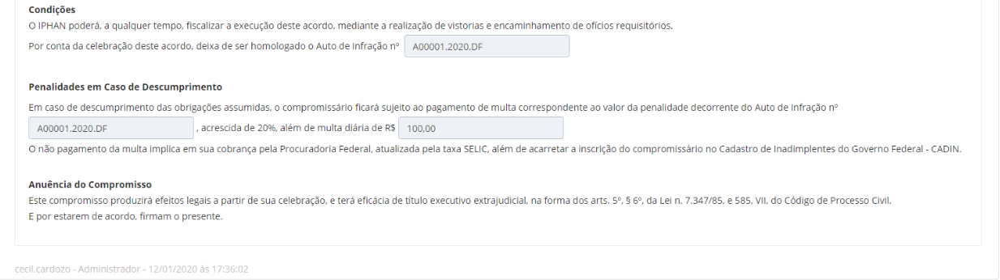 Condições
O IPHAN poderá, a qualquer tempo, fiscalizar a execução deste acordo, mediante a realização de vistorias e encaminhamento de ofícios requisitórios.
Por conta da celebração deste acordo, deixa de ser homologado o Auto de Infração nº A00001.2020.DF
Penalidades em Caso de Descumprimento
Em caso de descumprimento das obrigações assumidas, o compromissário ficará sujeito ao pagamento de multa correspondente ao valor da penalidade decorrente do Auto de Infração nº
A00001.2020.DF , acrescida de 20%, além de multa diária de R$ 100,00
O não pagamento da multa implica em sua cobrança pela Procuradoria Federal, atualizada pela taxa SELIC, além de acarretar a inscrição do compromissário no Cadastro de Inadimplentes do Governo Federal - CADIN.
Anuência do Compromisso
Este compromisso produzirá efeitos legais a partir de sua celebração, e terá eficácia de título executivo extrajudicial, na forma dos arts. 5º, § 6º, da Lei n. 7.347/85, e 585, VII, do Código de Processo Civil.
E por estarem de acordo, firmam o presente.
cecil.cardozo - Administrador - 12/01/2020 às 17:36:02